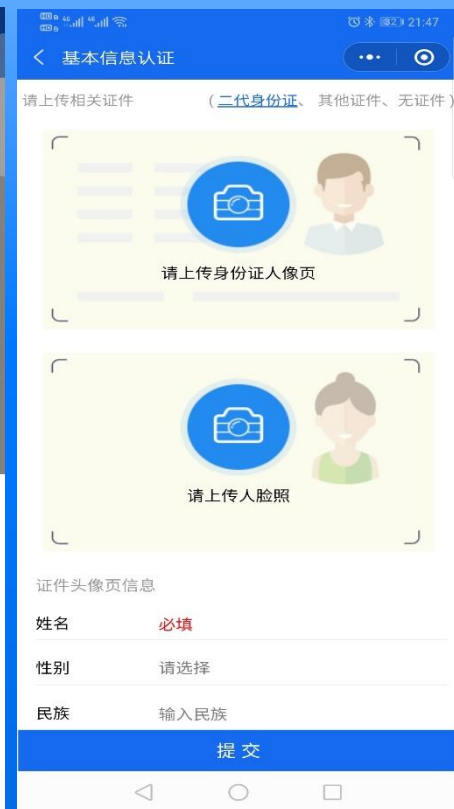 21:47
基本信息认证
请上传相关证件 (二代身份证、其他证件、无证件)
请上传身份证人像页
请上传人脸照
证件头像页信息
姓名 必填
性别 请选择
民族 输入民族
提交